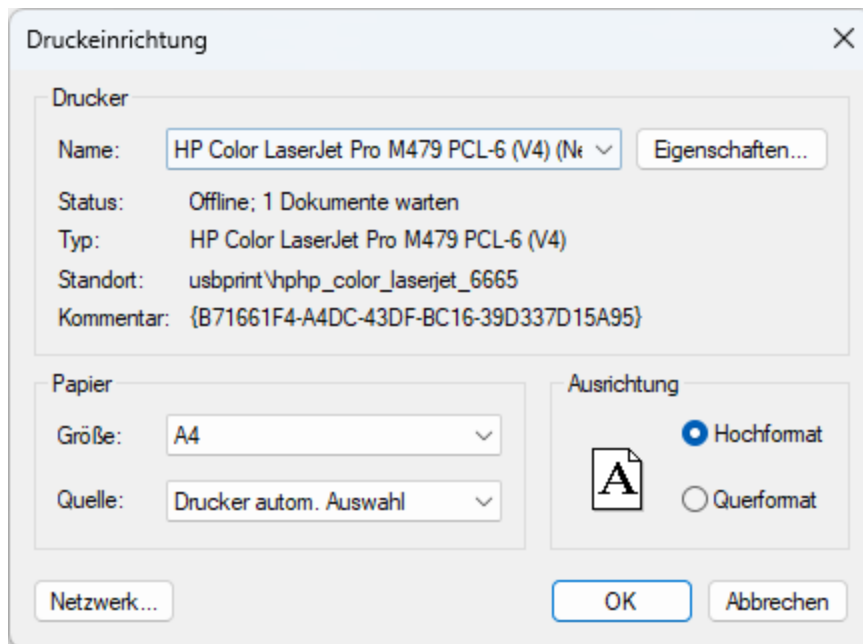 Druckeinrichtung
Drucker
Name: HP Color LaserJet Pro M479 PCL-6 (V4) (Ne Eigenschaften...
Status: Offline; 1 Dokumente warten
Typ: HP Color LaserJet Pro M479 PCL-6 (V4)
Standort: usbprint\hphp_color_laserjet_6665
Kommentar: {B71661F4-A4DC-43DF-BC16-39D337D15A95}
Papier
Größe: A4
Quelle: Drucker autom. Auswahl
Ausrichtung
A
Hochformat
Querformat
Netzwerk... OK Abbrechen